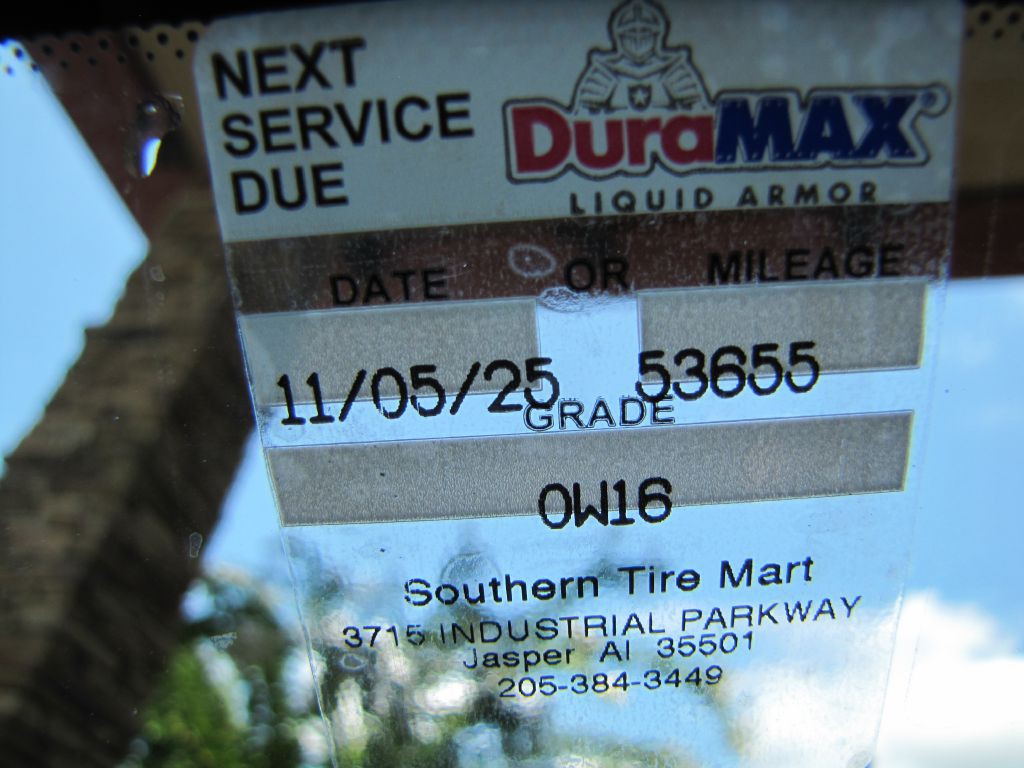 NEXT
SERVICE
DUE
DuraMAX®
LIQUID ARMOR
DATE OR MILEAGE
11/05/25 53655
GRADE
0W16
Southern Tire Mart
3715 INDUSTRIAL PARKWAY
Jasper Al 35501
205-384-3449